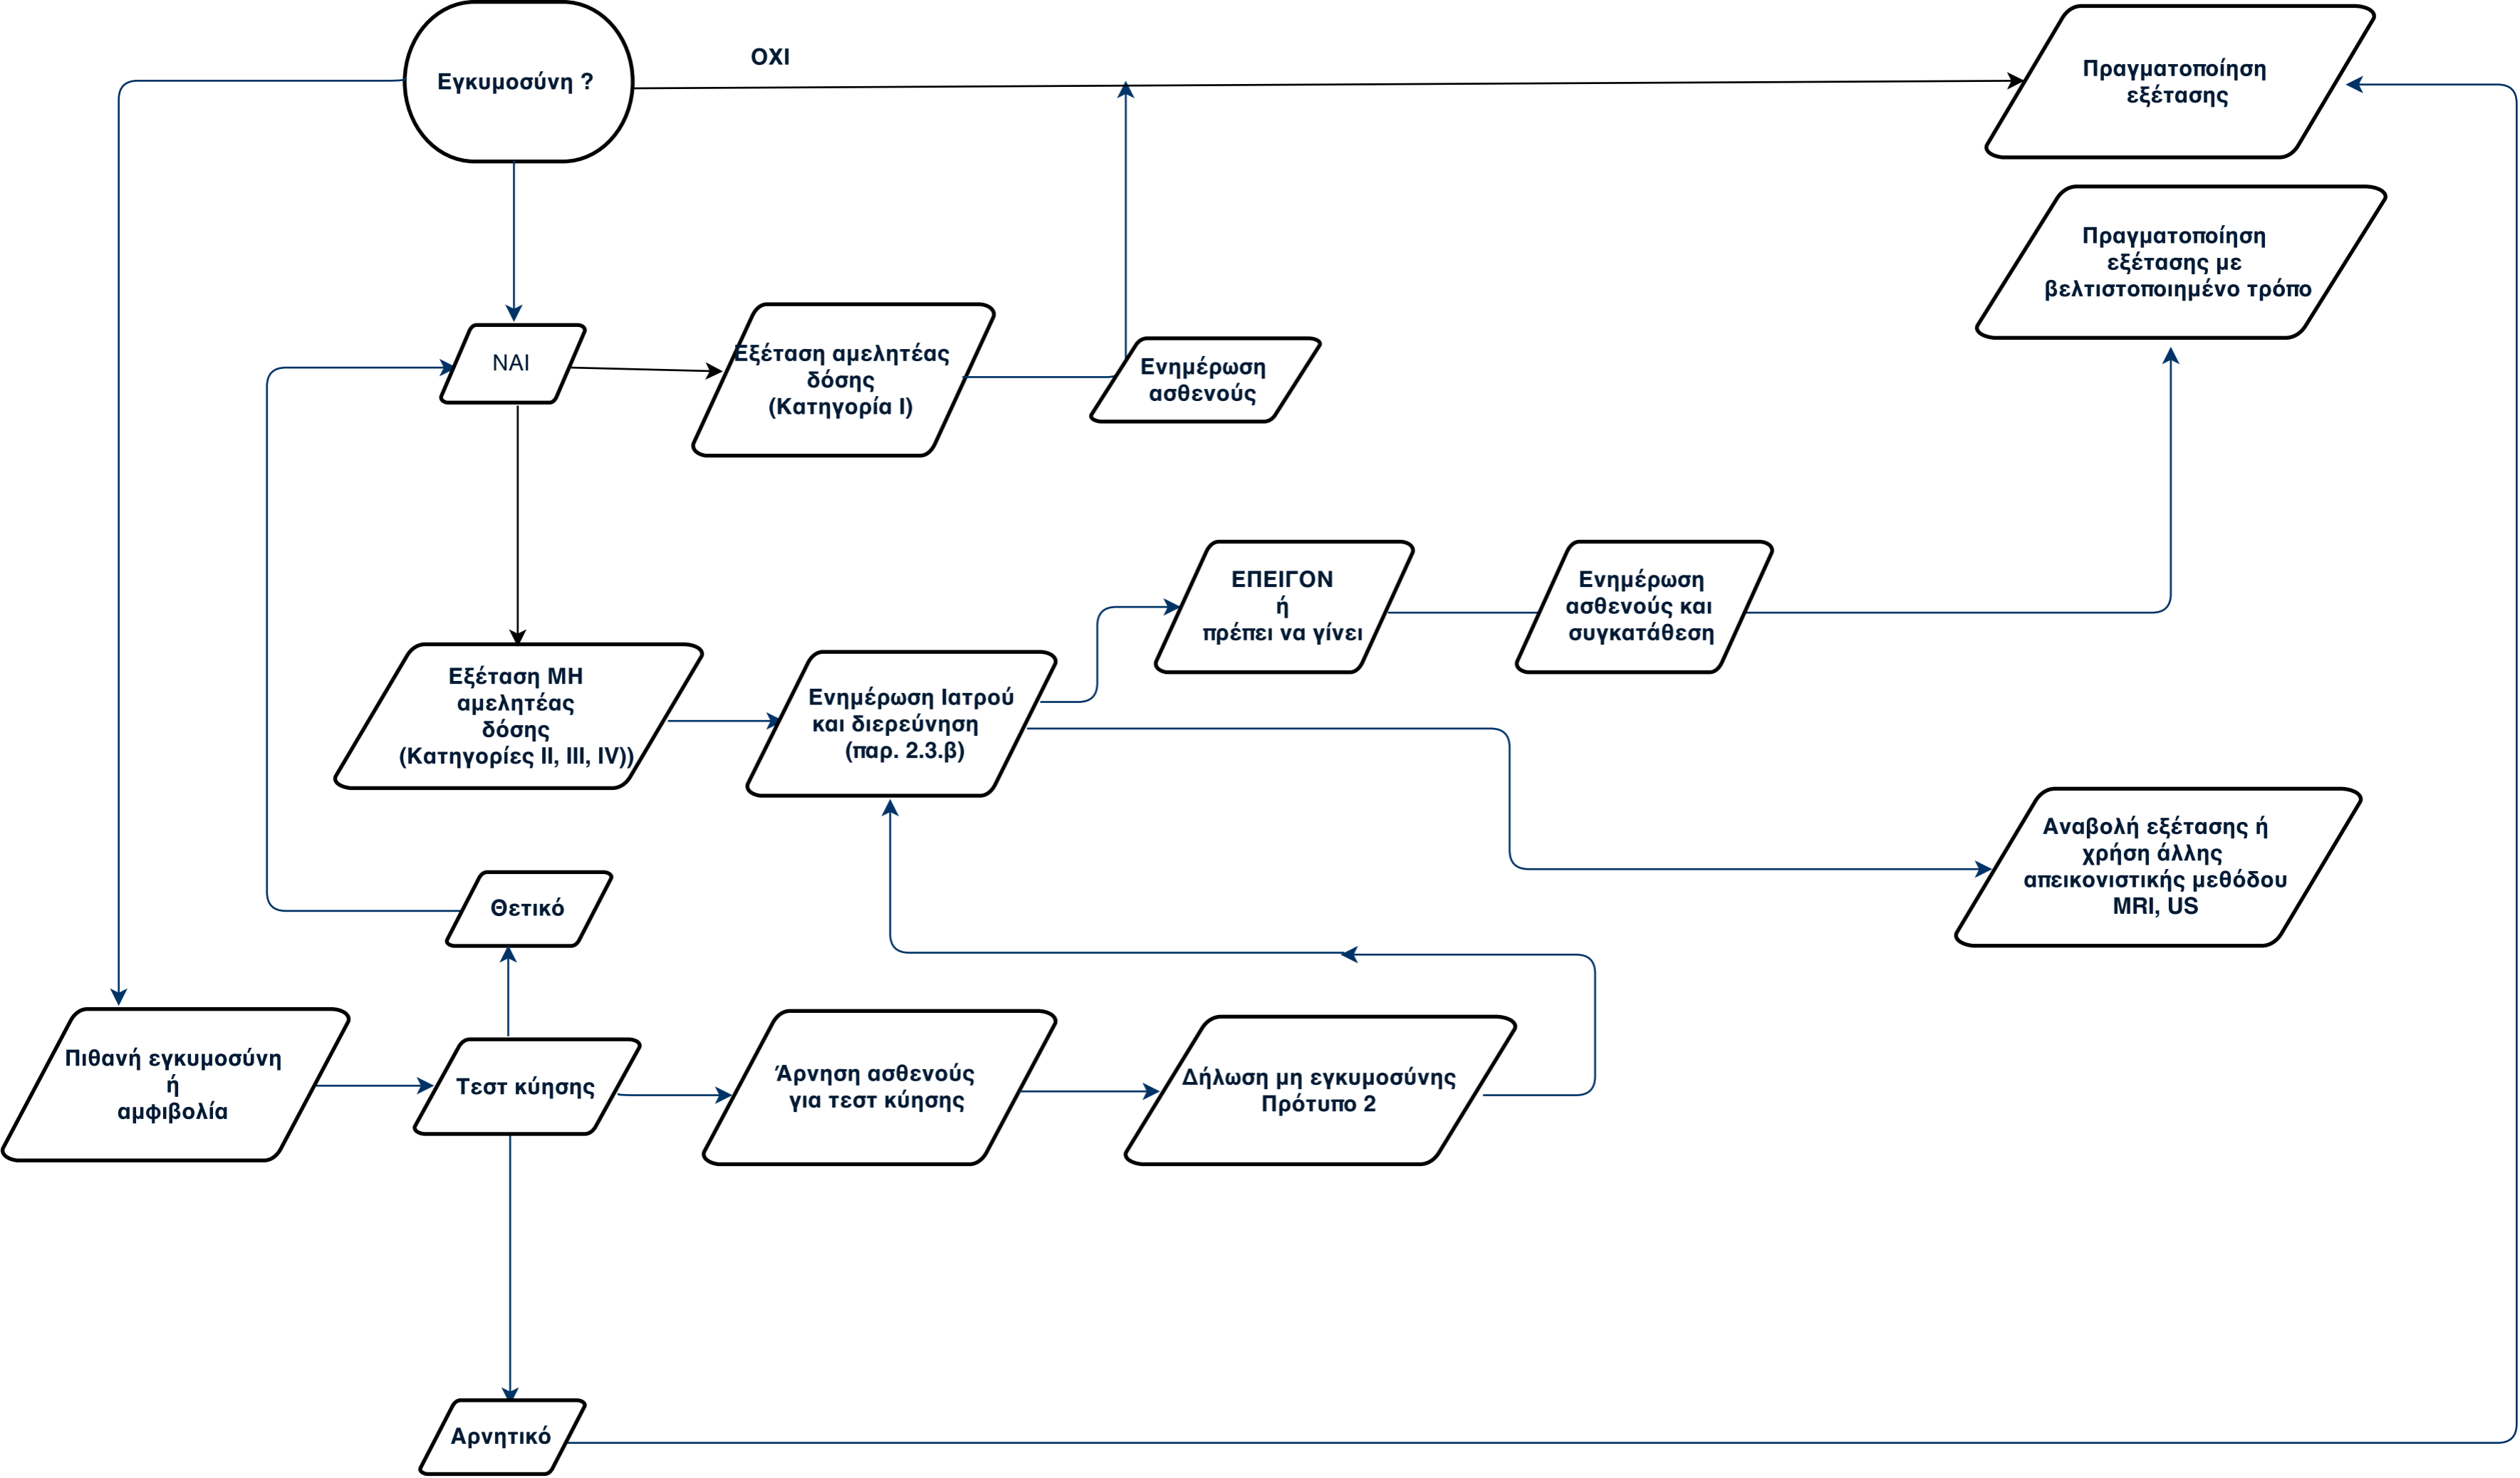 ΟΧΙ
Εγκυμοσύνη ?
Πραγματοποίηση
εξέτασης
Πραγματοποίηση
εξέτασης με
βελτιστοποιημένο τρόπο
ΝΑΙ
Εξέταση αμελητέας
δόσης
(Κατηγορία Ι)
Ενημέρωση
ασθενούς
ΕΠΕΙΓΟΝ
ή
πρέπει να γίνει
Ενημέρωση
ασθενούς και
συγκατάθεση
Εξέταση ΜΗ
αμελητέας
δόσης
(Κατηγορίες ΙΙ, ΙΙΙ, ΙV))
Ενημέρωση Ιατρού
και διερεύνηση
(παρ. 2.3.β)
Αναβολή εξέτασης ή
χρήση άλλης
απεικονιστικής μεθόδου
MRI, US
Θετικό
Πιθανή εγκυμοσύνη
ή
αμφιβολία
Τεστ κύησης
Άρνηση ασθενούς
για τεστ κύησης
Δήλωση μη εγκυμοσύνης
Πρότυπο 2
Αρνητικό